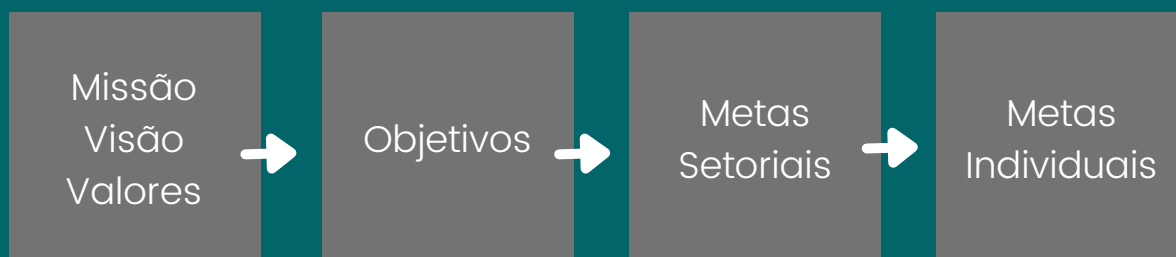 Missão
Visão
Valores
Objetivos
Metas
Setoriais
Metas
Individuais